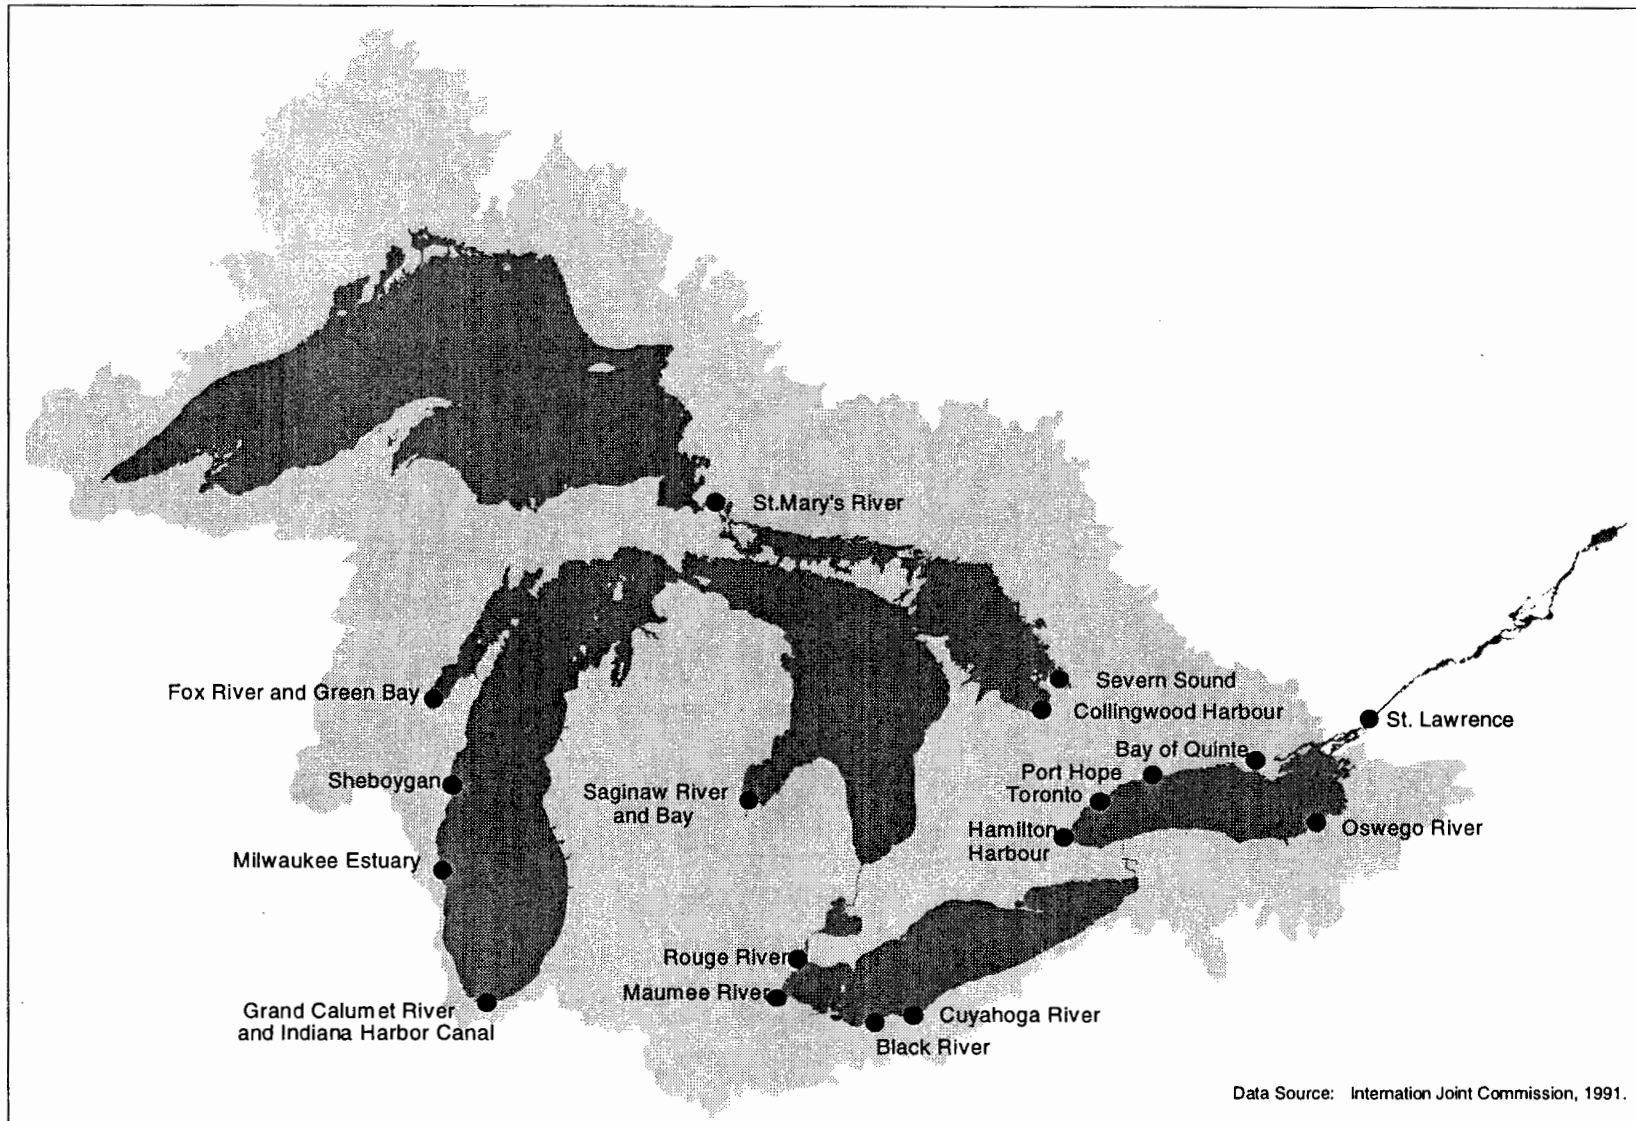 St.Mary's River
Fox River and Green Bay
Severn Sound
Collingwood Harbour
St. Lawrence
Bay of Quinte
Port Hope
Toronto
Sheboygan
Saginaw River
and Bay
Hamilton
Harbour
Oswego River
Milwaukee Estuary
Rouge River
Maumee River
Grand Calumet River
and Indiana Harbor Canal
Cuyahoga River
Black River
Data Source: Internation Joint Commission, 1991.